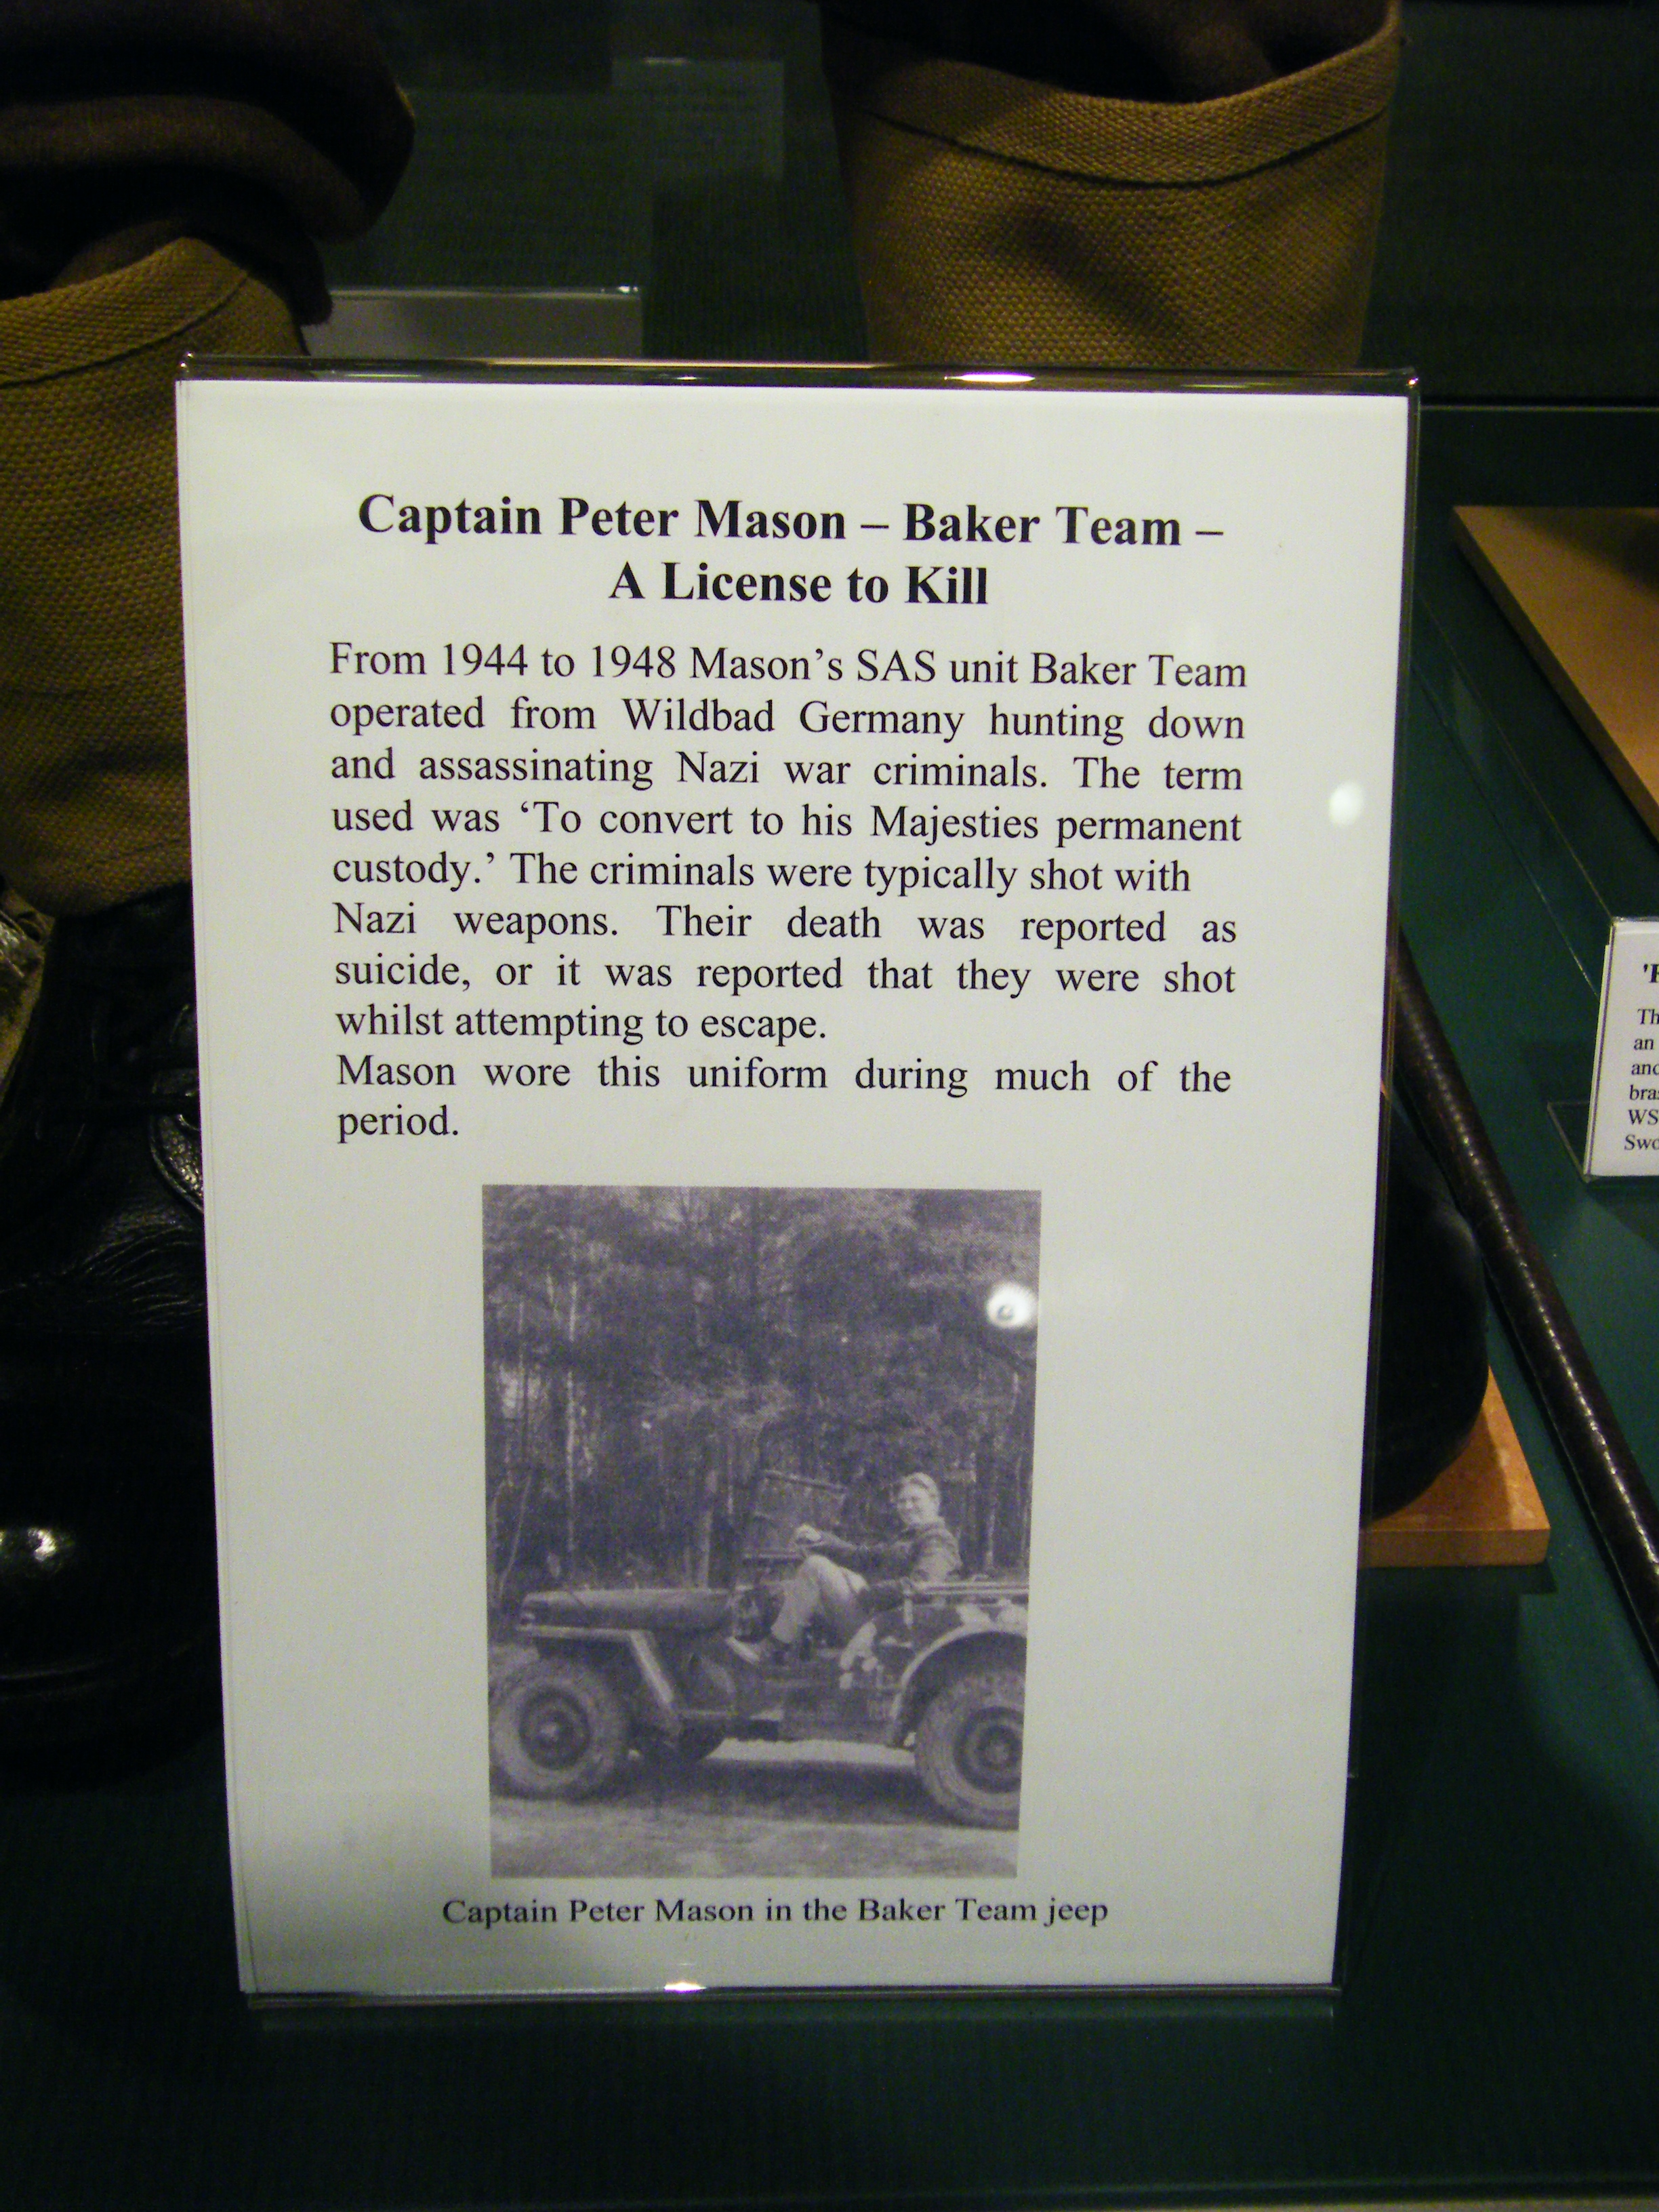 Captain Peter Mason – Baker Team –
A License to Kill
From 1944 to 1948 Mason’s SAS unit Baker Team
operated from Wildbad Germany hunting down
and assassinating Nazi war criminals. The term
used was ‘To convert to his Majesties permanent
custody.’ The criminals were typically shot with
Nazi weapons. Their death was reported as
suicide, or it was reported that they were shot
whilst attempting to escape.
Mason wore this uniform during much of the
period.
Captain Peter Mason in the Baker Team jeep
an
WS